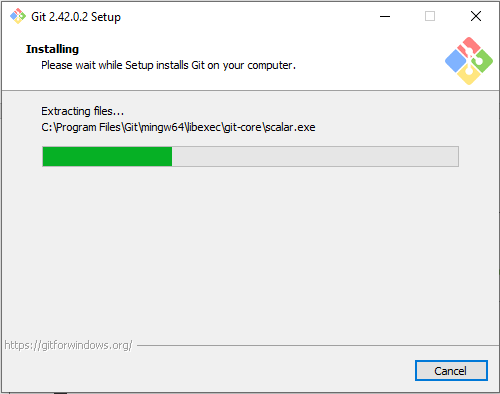 Git 2.42.0.2 Setup
Installing
Please wait while Setup installs Git on your computer.
Extracting files...
C:\Program Files\Git\mingw64\libexec\git-core\scalar.exe
https://gitforwindows.org/
Cancel